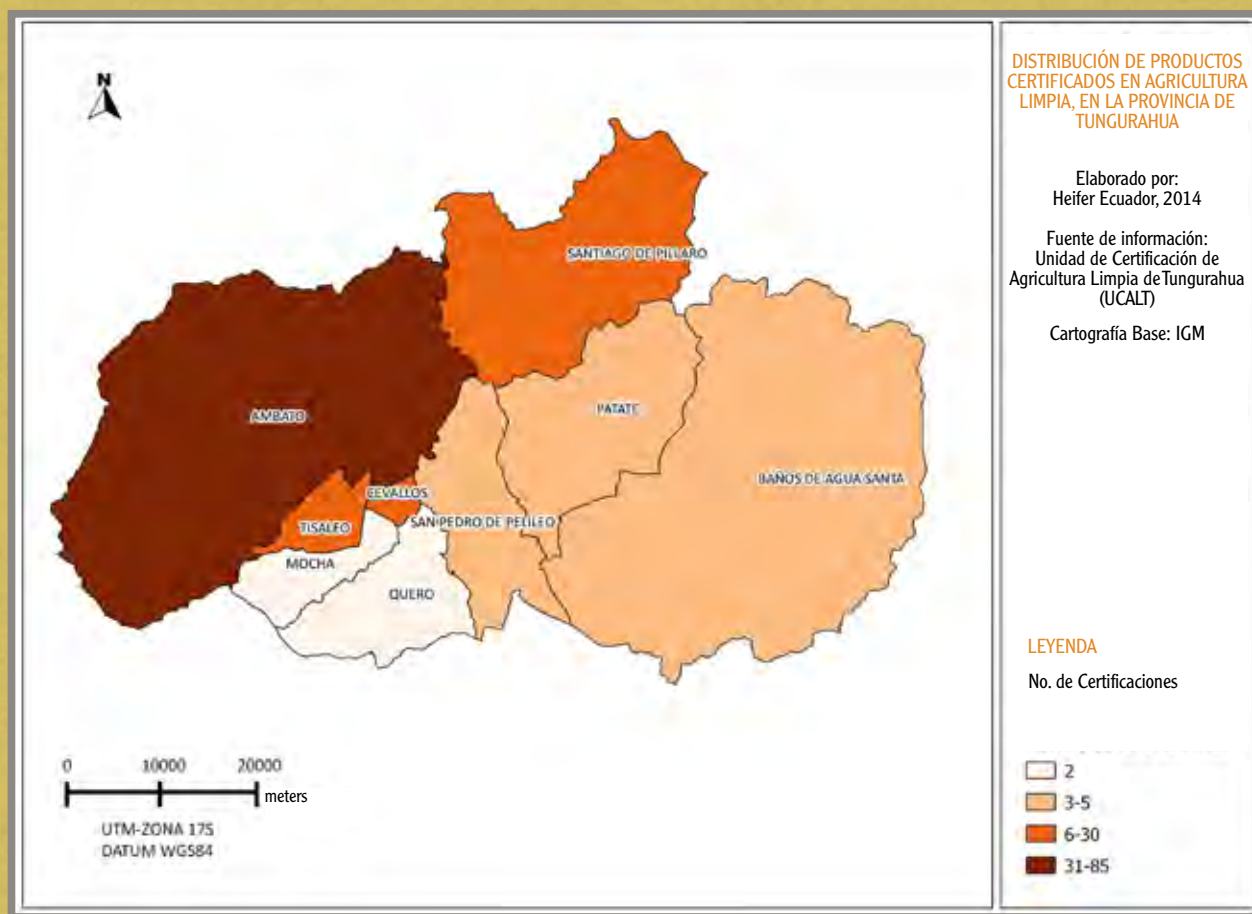 N
SANTIAGO DE PILLARO
AMBATO
PATATE
BAÑOS DE AGUA SANTA
CEVALLOS
TISALEO
SAN PEDRO DE PELILEO
MOCHA
QUERO
0 10000 20000
meters
UTM-ZONA 17S
DATUM WGS84
DISTRIBUCIÓN DE PRODUCTOS
CERTIFICADOS EN AGRICULTURA
LIMPIA, EN LA PROVINCIA DE
TUNGURAHUA
Elaborado por:
Heifer Ecuador, 2014
Fuente de información:
Unidad de Certificación de
Agricultura Limpia de Tungurahua
(UCALT)
Cartografía Base: IGM
LEYENDA
No. de Certificaciones
2
3-5
6-30
31-85